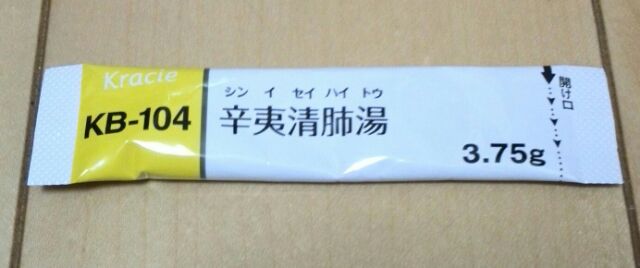 Kracie
KB-104
シン イ セイ ハイ トウ
辛夷清肺湯
3.75g
開け口